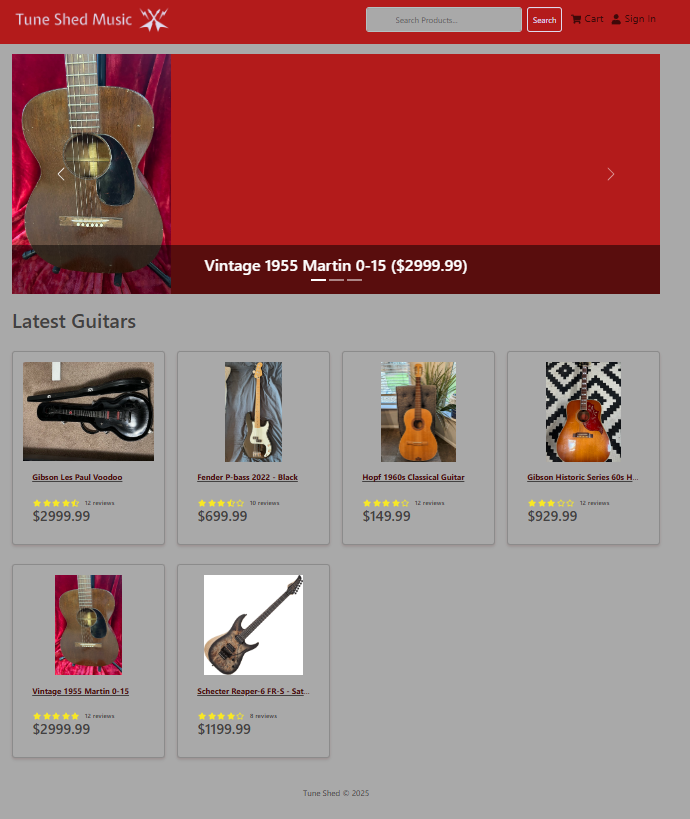 Tune Shed Music
Search Products...
Search
Cart
Sign In
Vintage 1955 Martin 0-15 ($2999.99)
Latest Guitars
Gibson Les Paul Voodoo
12 reviews
$2999.99
Fender P-bass 2022 - Black
10 reviews
$699.99
Hopf 1960s Classical Guitar
12 reviews
$149.99
Gibson Historic Series 60s H...
12 reviews
$929.99
Vintage 1955 Martin 0-15
12 reviews
$2999.99
Schecter Reaper-6 FR-S - Sat...
8 reviews
$1199.99
Tune Shed © 2025